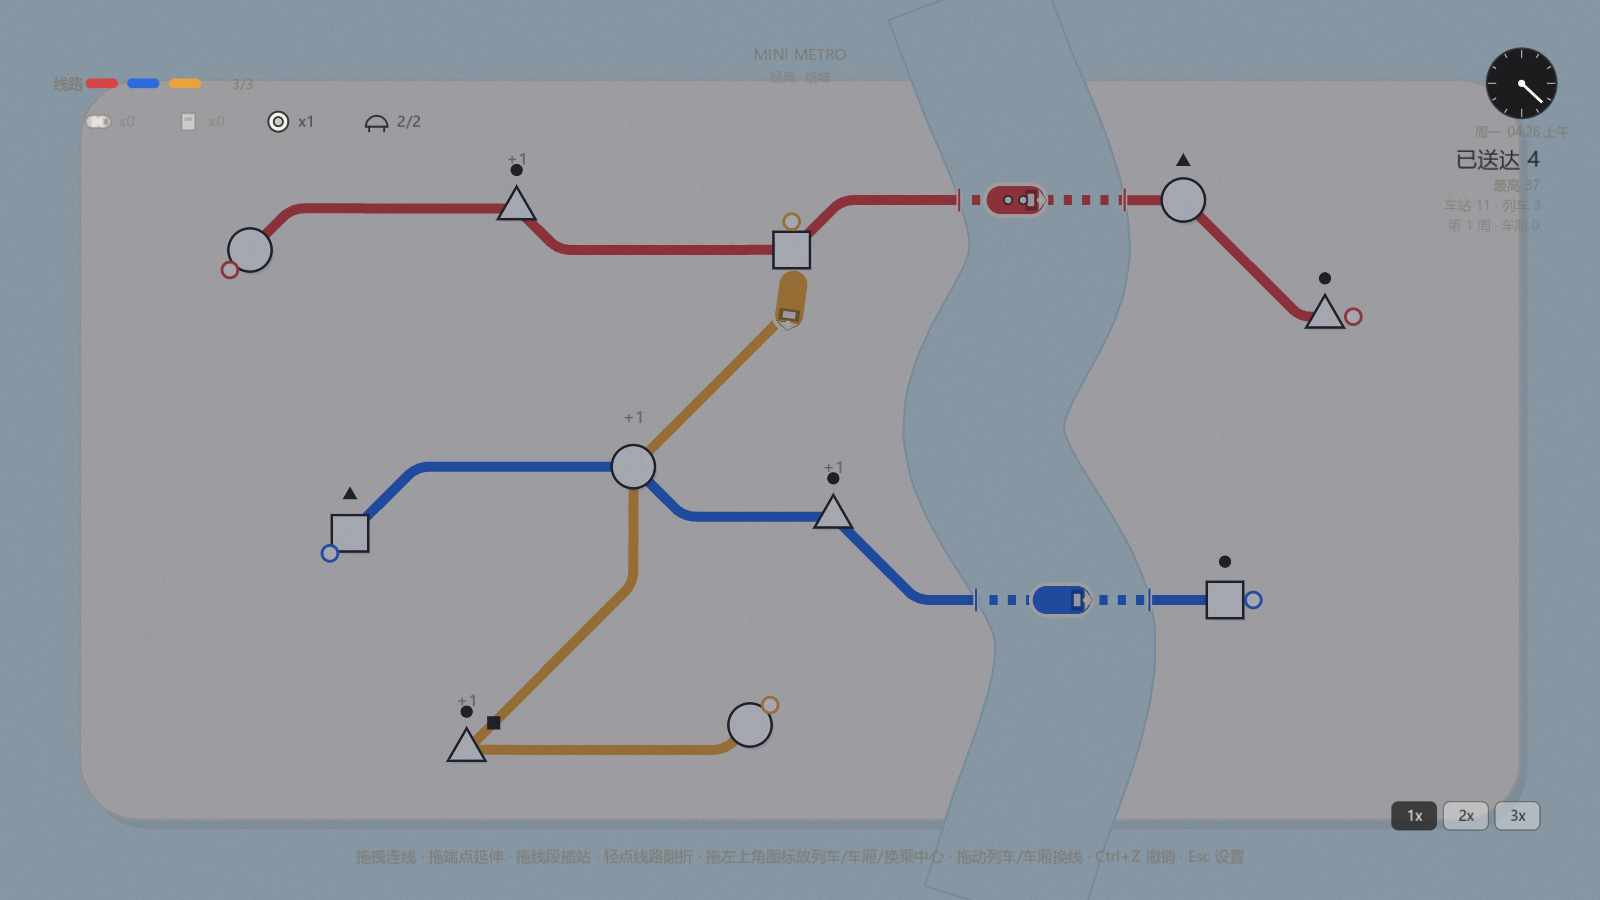 MINI METRO
经典 · 纸城
线路 3/3
x0 x0 x1 2/2
周一 04:26 上午
已送达 4
最高 37
车站 11 · 列车 3
第 1 周 · 车厢 0
+1
+1
+1
+1
1x 2x 3x
拖拽连线 · 拖端点延伸 · 拖线段插站 · 轻点线路翻折 · 拖左上角图标放列车/车厢/换乘中心 · 拖动列车/车厢换线 · Ctrl+Z 撤销 · Esc 设置